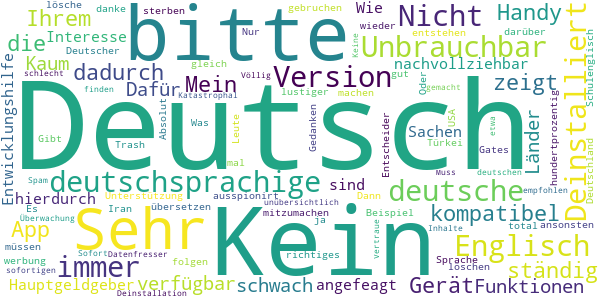 lösche danke sterben gebrochen Wie wieder entstehen darüber
Ihrem bitte Nicht Handy
die Interesse Deutscher Nur Keine Schulenglisch
Kaum dadurch gleich Unbrauchbar
Entwicklungshilfe schlecht Dafür Mein Version nachvollziehbar Deinstalliert
finden Völlig Katastrophal lustiger machen gut zeigt
Deutsch Absolut Was Leute Gedanken Oder Sachen gemacht
Gibt Trash mal Entscheider USA Türkei etwa Länder hundertprozentig
Spam Gates Deutschland
deutschsprachige sind deutsche Muss deutschen empfohlen
hierdurch Überwachung Unterstützung ausspioniert unübersichtlich Dann mitzumachen kompatibel
Es Iran übersetzen ja Beispiel Inhalte total ansonsten
müssen App Sehr Kein vertraue Englisch
werbung immer Sofort Datenfresser richtiges Sprache löschen ständig
sofortigen folgen
Hauptgeldgeber verfügbar schwach angefeagt Gerät Funktionen
Deinstallation